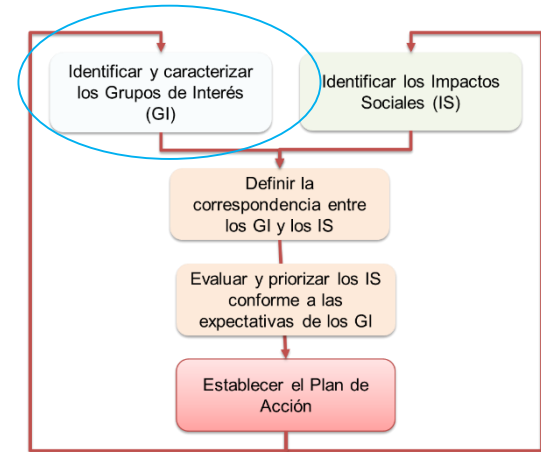 Identificar y caracterizar
los Grupos de Interés
(GI)
Identificar los Impactos
Sociales (IS)
Definir la
correspondencia entre
los GI y los IS
Evaluar y priorizar los IS
conforme a las
expectativas de los GI
Establecer el Plan de
Acción